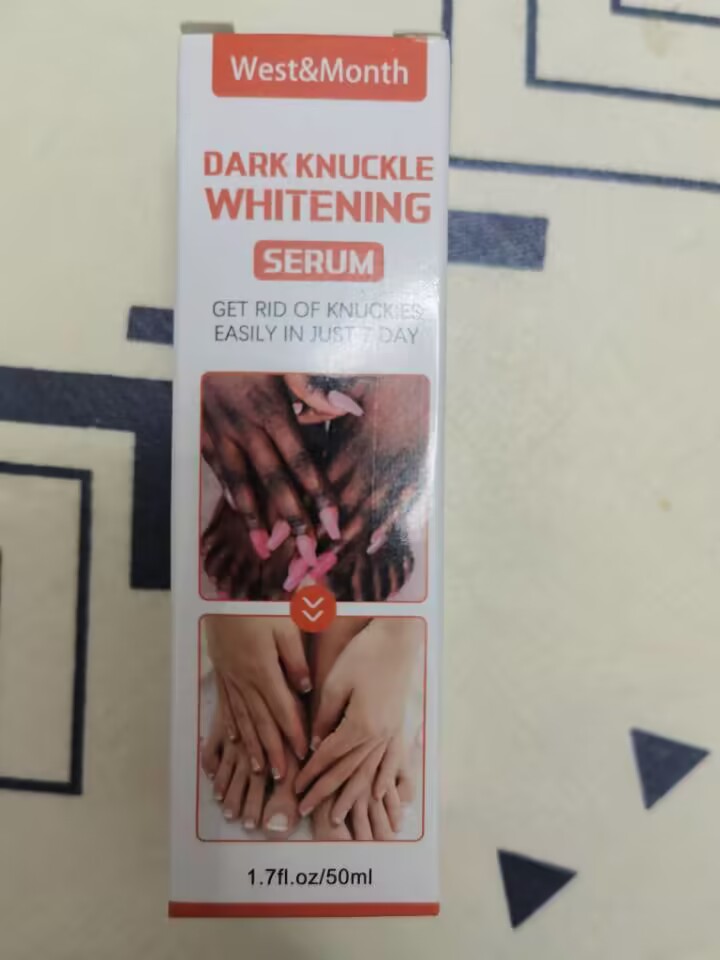 West&Month
DARK KNUCKLE
WHITENING
SERUM
GET RID OF KNUCKIES
EASILY IN JUST 7 DAY
1.7fl.oz/50ml